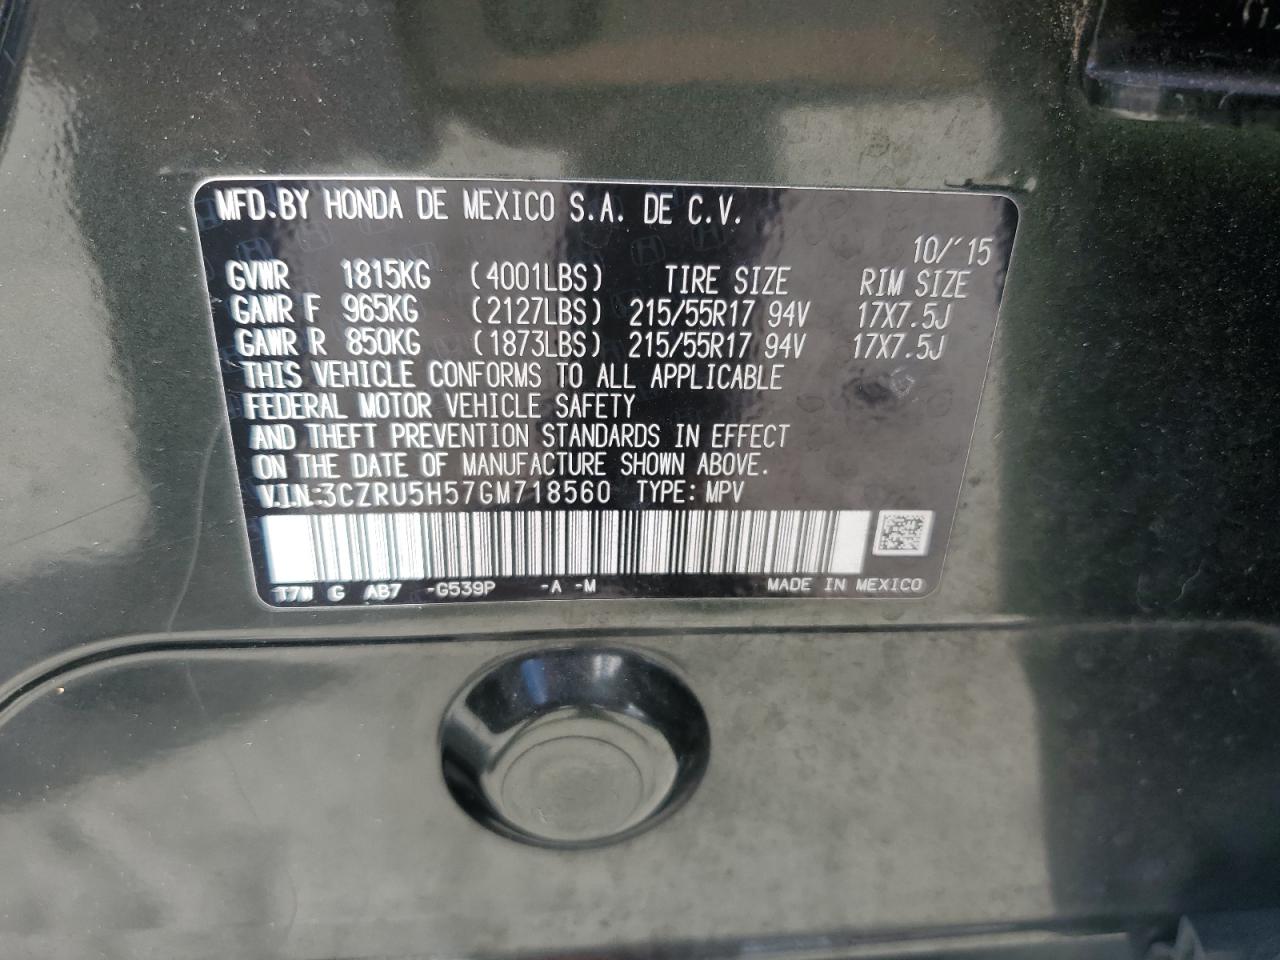 MFD.BY HONDA DE MEXICO S.A. DE C.V.
10/´15
GVWR 1815KG (4001LBS) TIRE SIZE RIM SIZE
GAWR F 965KG (2127LBS) 215/55R17 94V 17X7.5J
GAWR R 850KG (1873LBS) 215/55R17 94V 17X7.5J
THIS VEHICLE CONFORMS TO ALL APPLICABLE
FEDERAL MOTOR VEHICLE SAFETY
AND THEFT PREVENTION STANDARDS IN EFFECT
ON THE DATE OF MANUFACTURE SHOWN ABOVE.
V.I.N.:3CZRU5H57GM718560 TYPE: MPV
T7W G AB7 -G539P -A -M MADE IN MEXICO